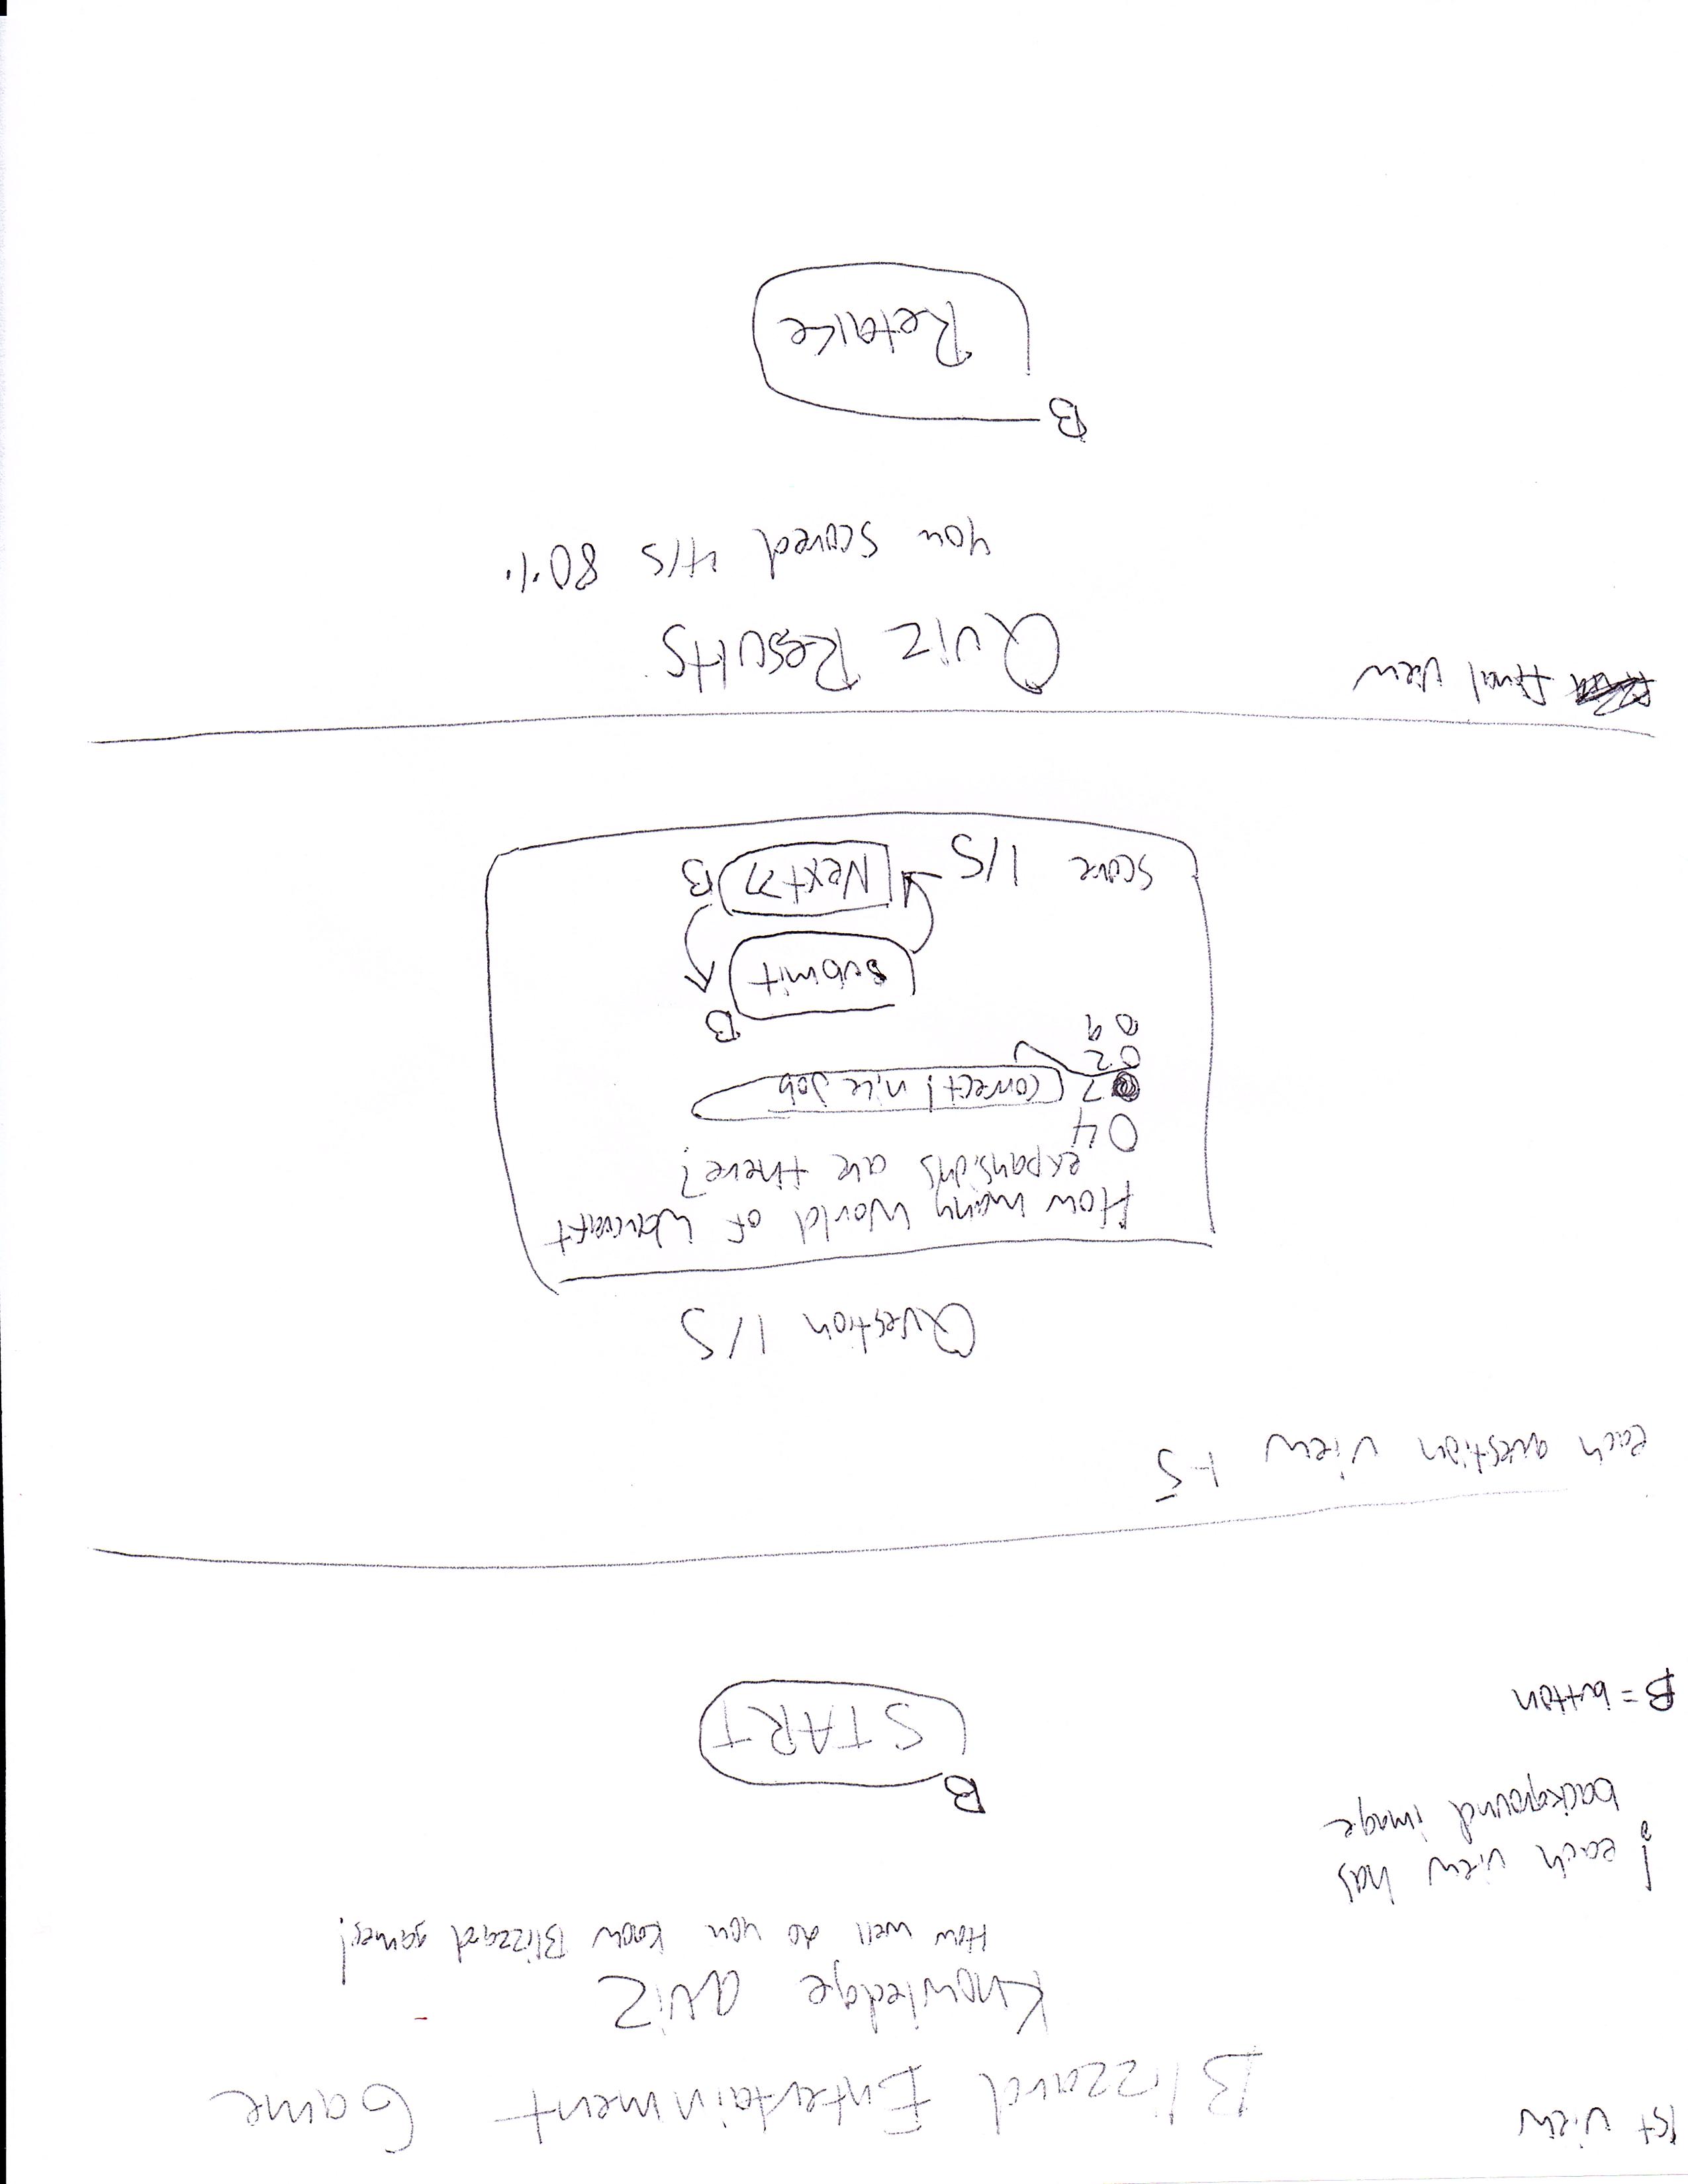 1st view
Blizzard Entertainment Game
Knowledge Quiz
How well do you know Blizzard games!
! each view has
background image
B
START
B = button
each question view 1-5
Question 1/5
How many World of Warcraft
expansions are there?
O 4
O 7 correct! nice job
O 2
O 9
B
submit
score 1/5 Next>> B
final view
Quiz Results
you scored 4/5 80%
B
Retake